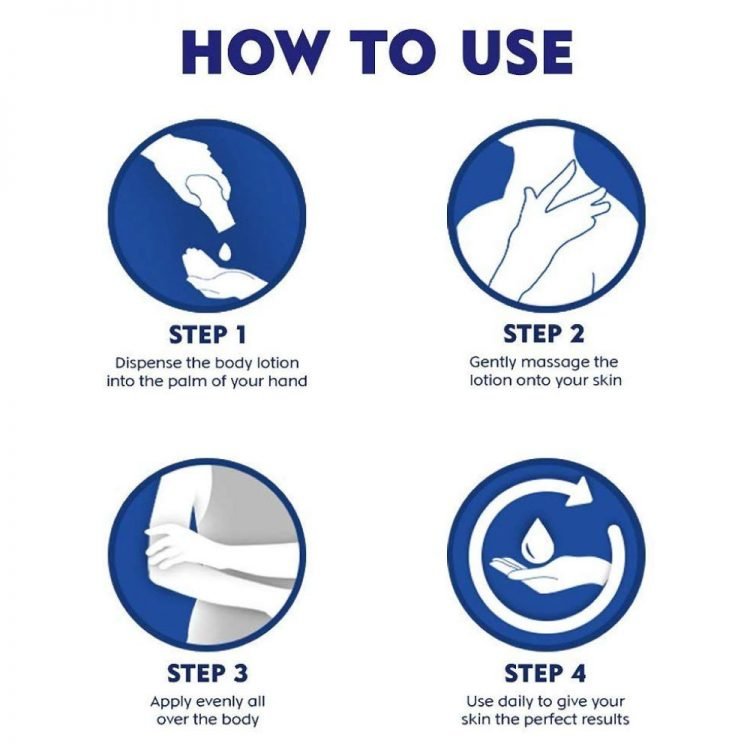 HOW TO USE
STEP 1
Dispense the body lotion
into the palm of your hand
STEP 2
Gently massage the
lotion onto your skin
STEP 3
Apply evenly all
over the body
STEP 4
Use daily to give your
skin the perfect results